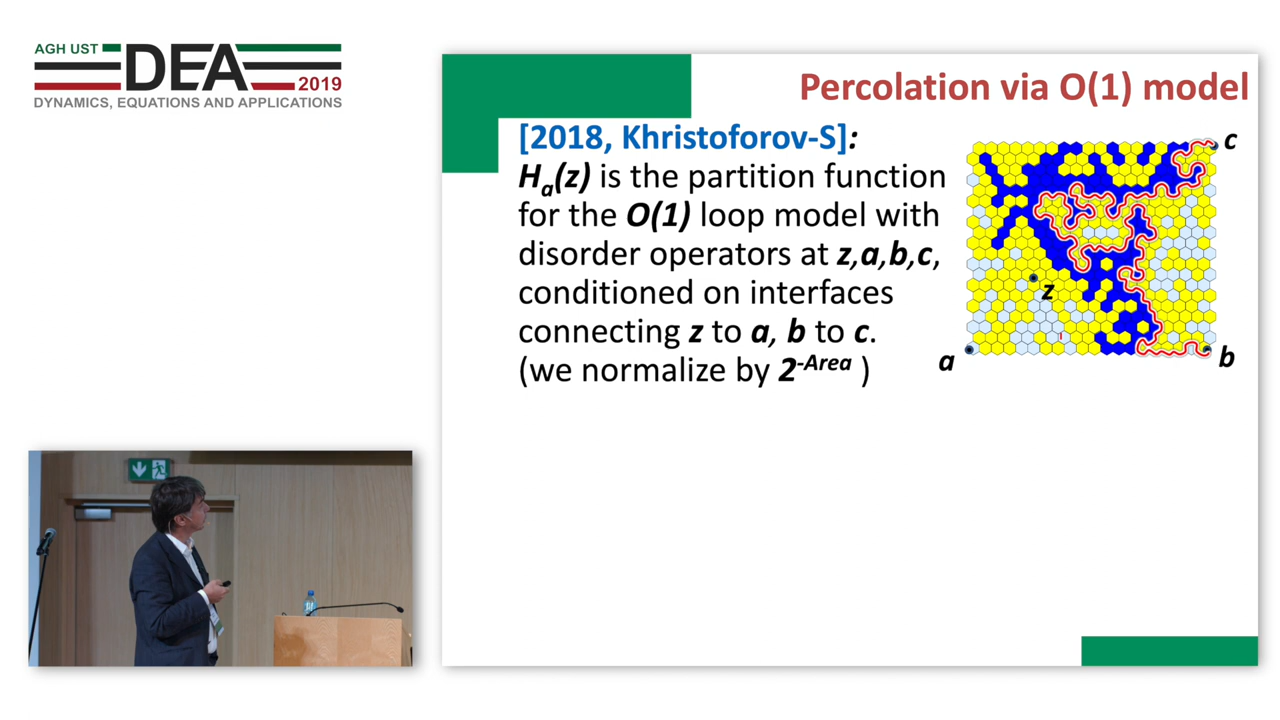 AGH UST
DEA
2019
DYNAMICS, EQUATIONS AND APPLICATIONS
Percolation via O(1) model
[2018, Khristoforov-S]:
Hₐ(z) is the partition function
for the O(1) loop model with
disorder operators at z,a,b,c,
conditioned on interfaces
connecting z to a, b to c.
(we normalize by 2^-Area )
c
z
a
b